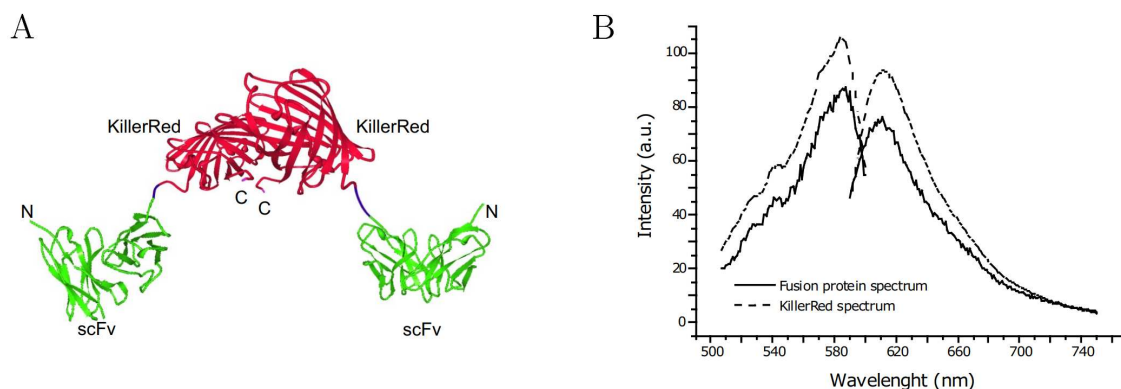 A
KillerRed
KillerRed
C
C
N
N
scFv
scFv
B
Intensity (a.u.)
100
80
60
40
20
0
Fusion protein spectrum
KillerRed spectrum
500 540 580 620 660 700 740
Wavelenght (nm)